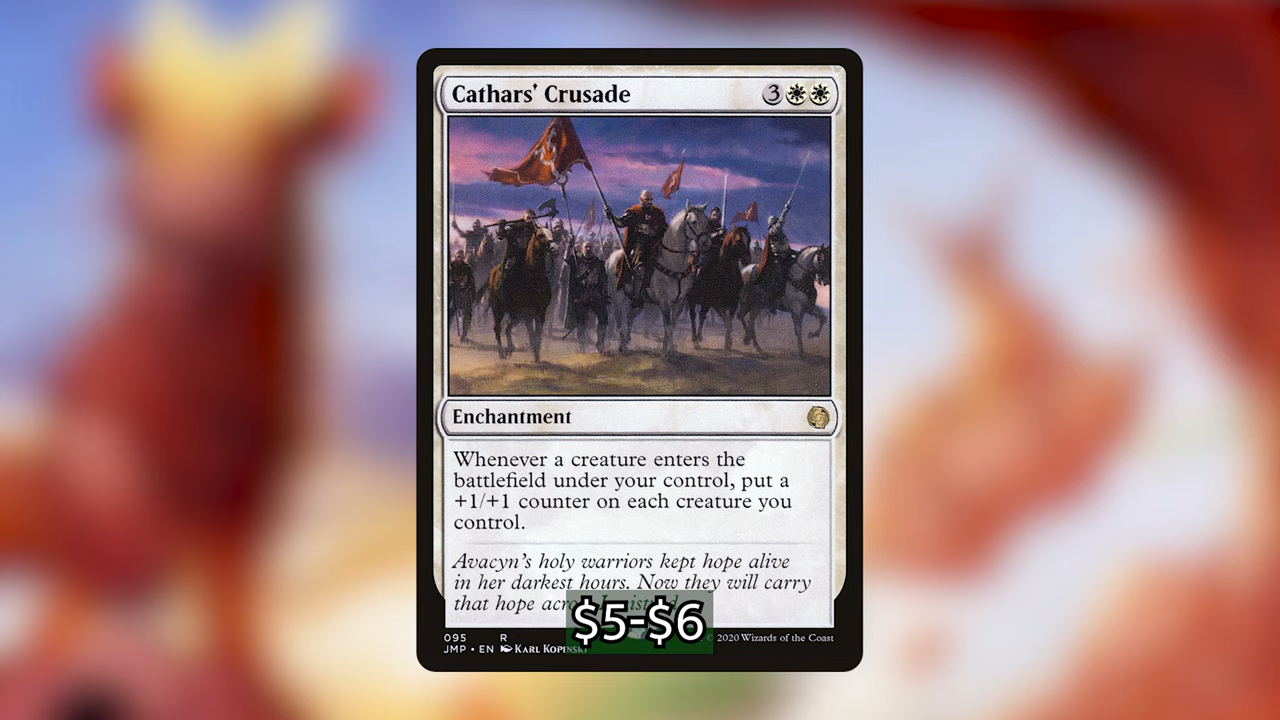 Cathars' Crusade 3
Enchantment
Whenever a creature enters the
battlefield under your control, put a
+1/+1 counter on each creature you
control.
Avacyn's holy warriors kept hope alive
in her darkest hours. Now they will carry
that hope
$5-$6
095 R
JMP • EN Karl Kopinski © 2020 Wizards of the Coast